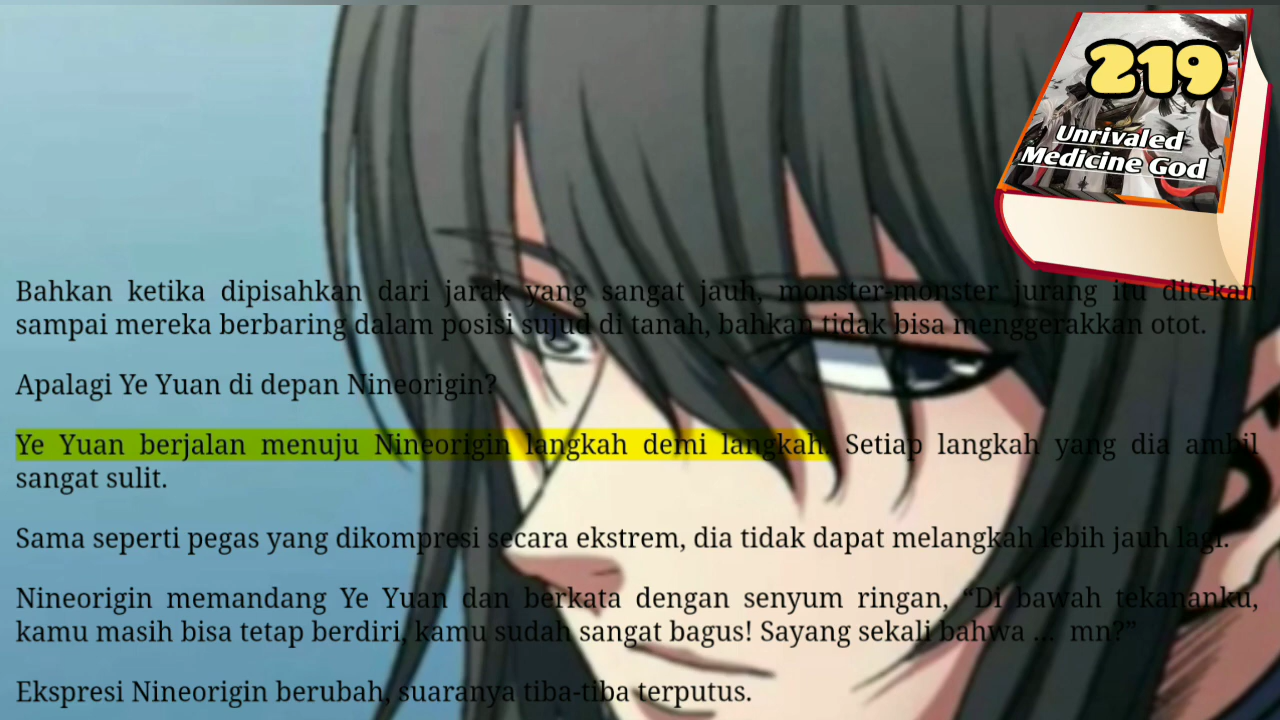 219
Unrivaled
Medicine God
Bahkan ketika dipisahkan dari jarak yang sangat jauh, monster-monster jurang itu ditekan
sampai mereka berbaring dalam posisi sujud di tanah, bahkan tidak bisa menggerakkan otot.
Apalagi Ye Yuan di depan Nineorigin?
Ye Yuan berjalan menuju Nineorigin langkah demi langkah. Setiap langkah yang dia ambil
sangat sulit.
Sama seperti pegas yang dikompresi secara ekstrem, dia tidak dapat melangkah lebih jauh lagi.
Nineorigin memandang Ye Yuan dan berkata dengan senyum ringan, “Di bawah tekananku,
kamu masih bisa tetap berdiri, kamu sudah sangat bagus! Sayang sekali bahwa ... mn?”
Ekspresi Nineorigin berubah, suaranya tiba-tiba terputus.